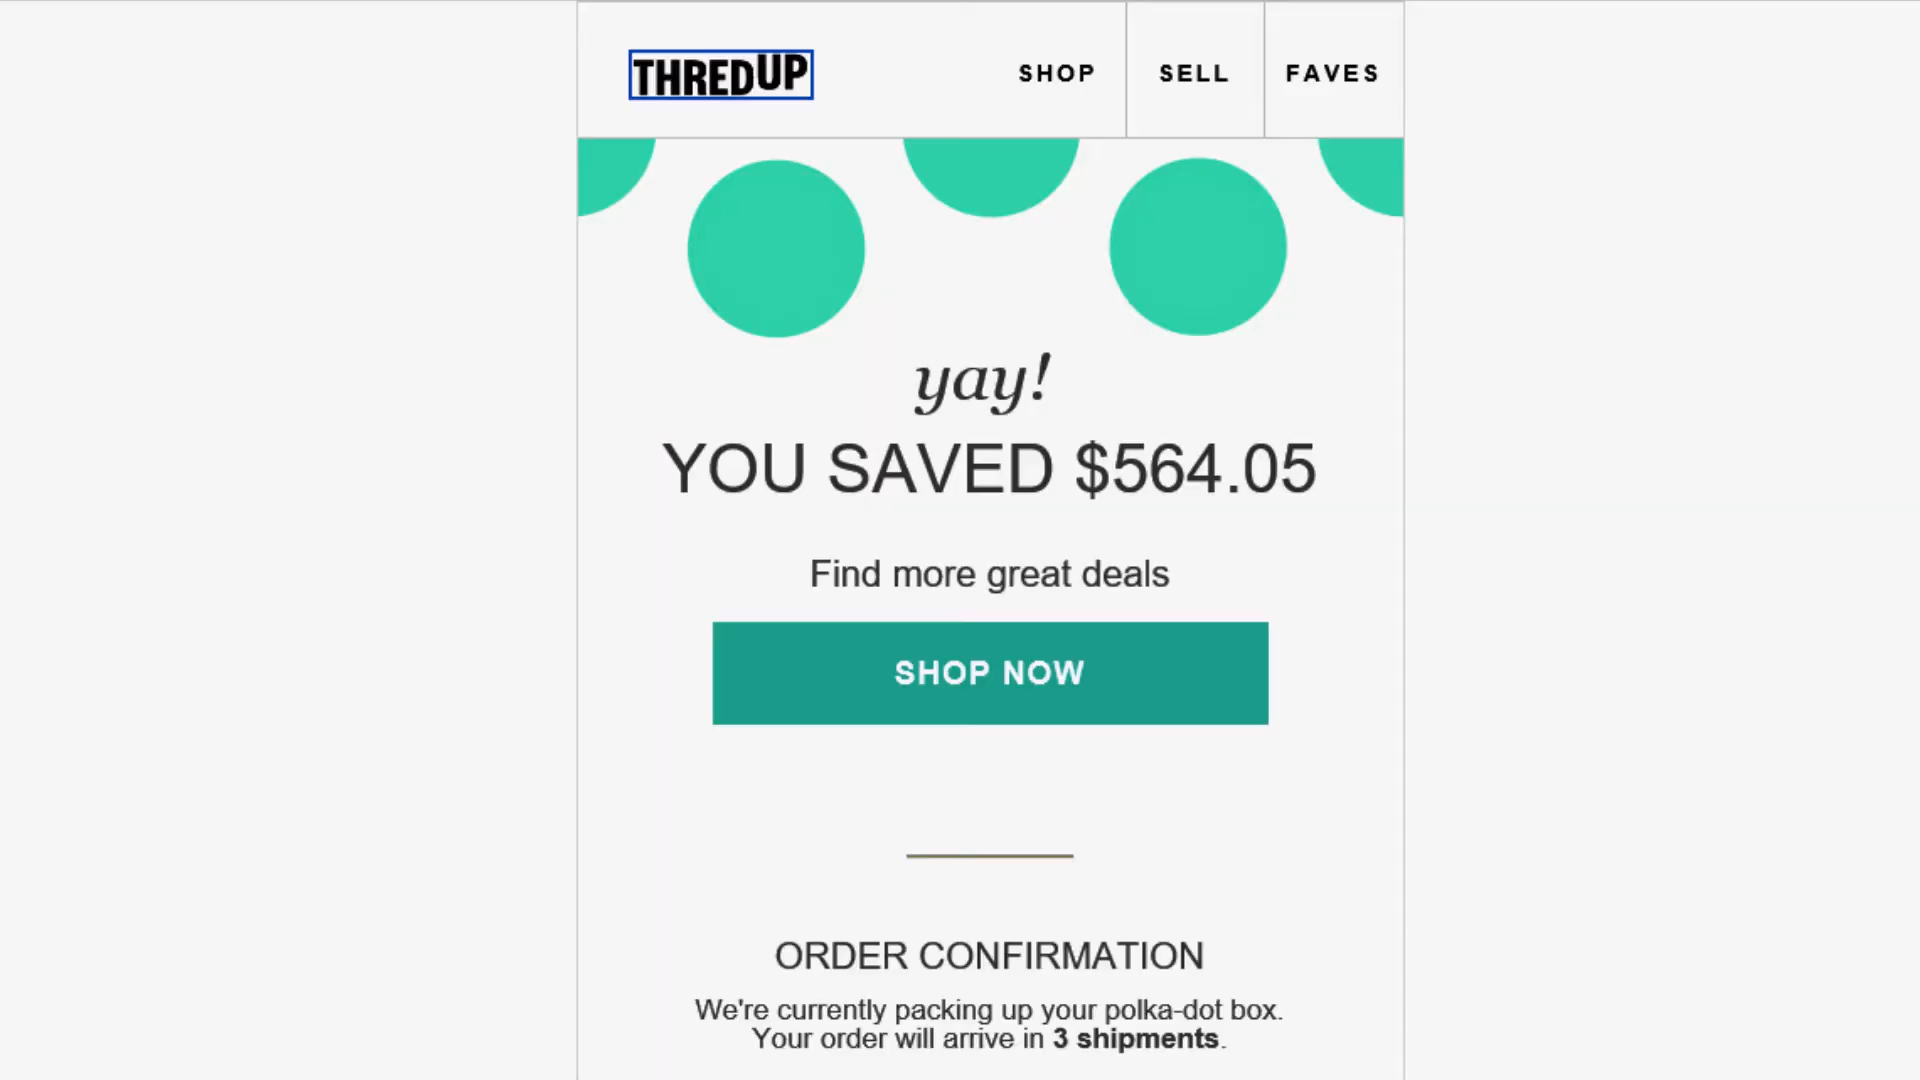 THREDUP
SHOP
SELL
FAVES
yay!
YOU SAVED $564.05
Find more great deals
SHOP NOW
ORDER CONFIRMATION
We're currently packing up your polka-dot box.
Your order will arrive in 3 shipments.